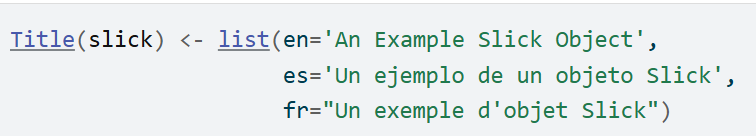 Title(slick) <- list(en='An Example Slick Object',
es='Un ejemplo de un objeto Slick',
fr="Un exemple d'objet Slick")